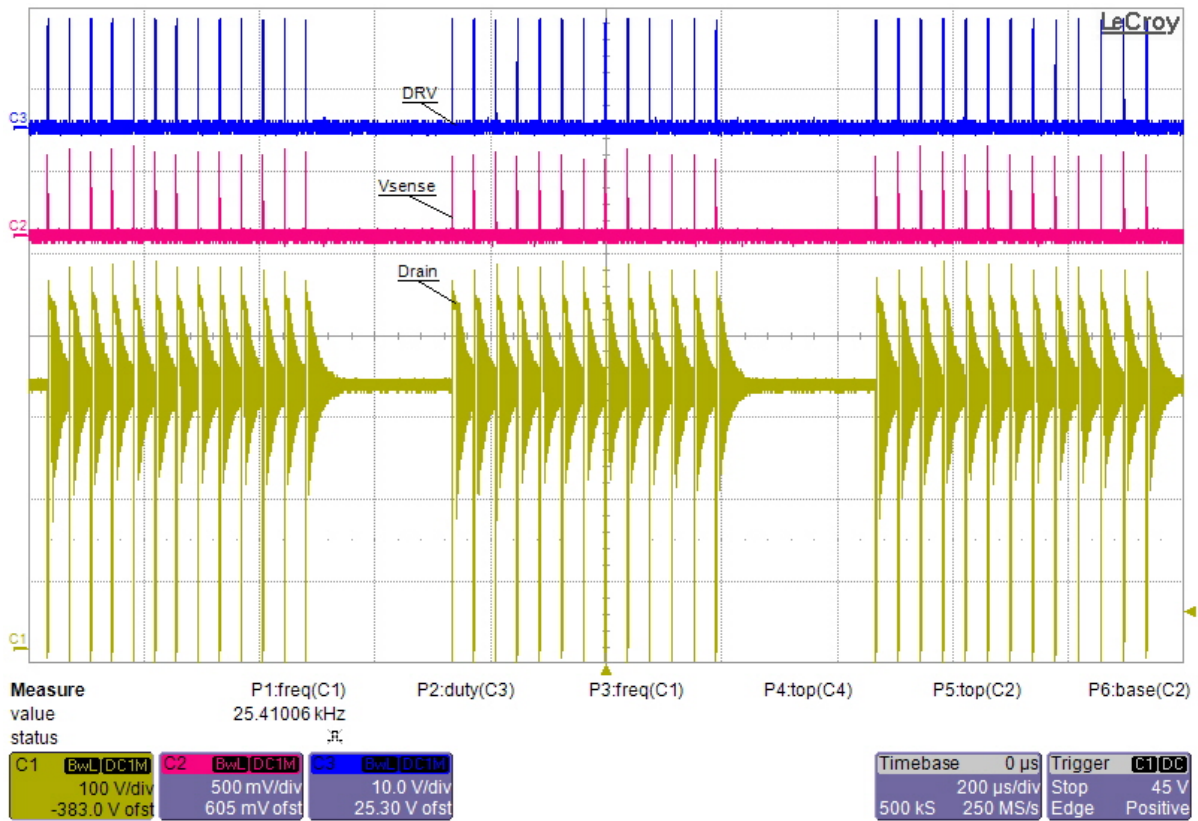 LeCroy
DRV
C3
Vsense
C2
Drain
C1
Measure P1:freq(C1) P2:duty(C3) P3:freq(C1) P4:top(C4) P5:top(C2) P6:base(C2)
value 25.41006 kHz
status
C1 BwL DC1M C2 BwL DC1M C3 BwL DC1M Timebase 0 µs Trigger C1 DC
100 V/div 500 mV/div 10.0 V/div 200 µs/div Stop 45 V
-383.0 V ofst 605 mV ofst 25.30 V ofst 500 kS 250 MS/s Edge Positive